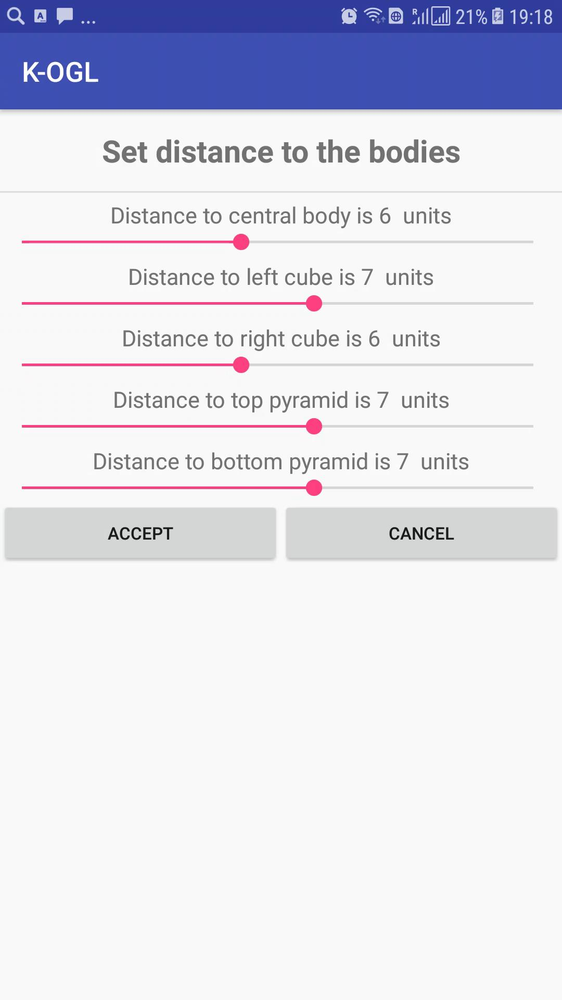 R 21% 19:18
K-OGL
Set distance to the bodies
Distance to central body is 6  units
Distance to left cube is 7  units
Distance to right cube is 6  units
Distance to top pyramid is 7  units
Distance to bottom pyramid is 7  units
ACCEPT CANCEL